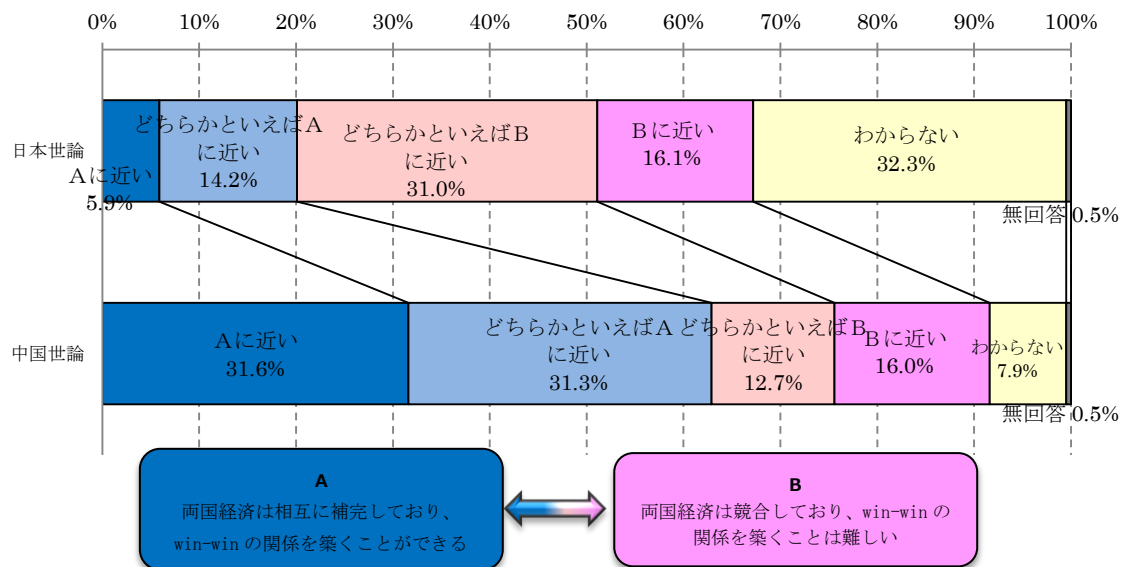 0% 10% 20% 30% 40% 50% 60% 70% 80% 90% 100%
日本世論
Aに近い
5.9%
どちらかといえばA
に近い
14.2%
どちらかといえばB
に近い
31.0%
Bに近い
16.1%
わからない
32.3%
無回答 0.5%
中国世論
Aに近い
31.6%
どちらかといえばA
に近い
31.3%
どちらかといえばB
に近い
12.7%
Bに近い
16.0%
わからない
7.9%
無回答 0.5%
A
両国経済は相互に補完しており、
win-win の関係を築くことができる
B
両国経済は競合しており、win-win の
関係を築くことは難しい